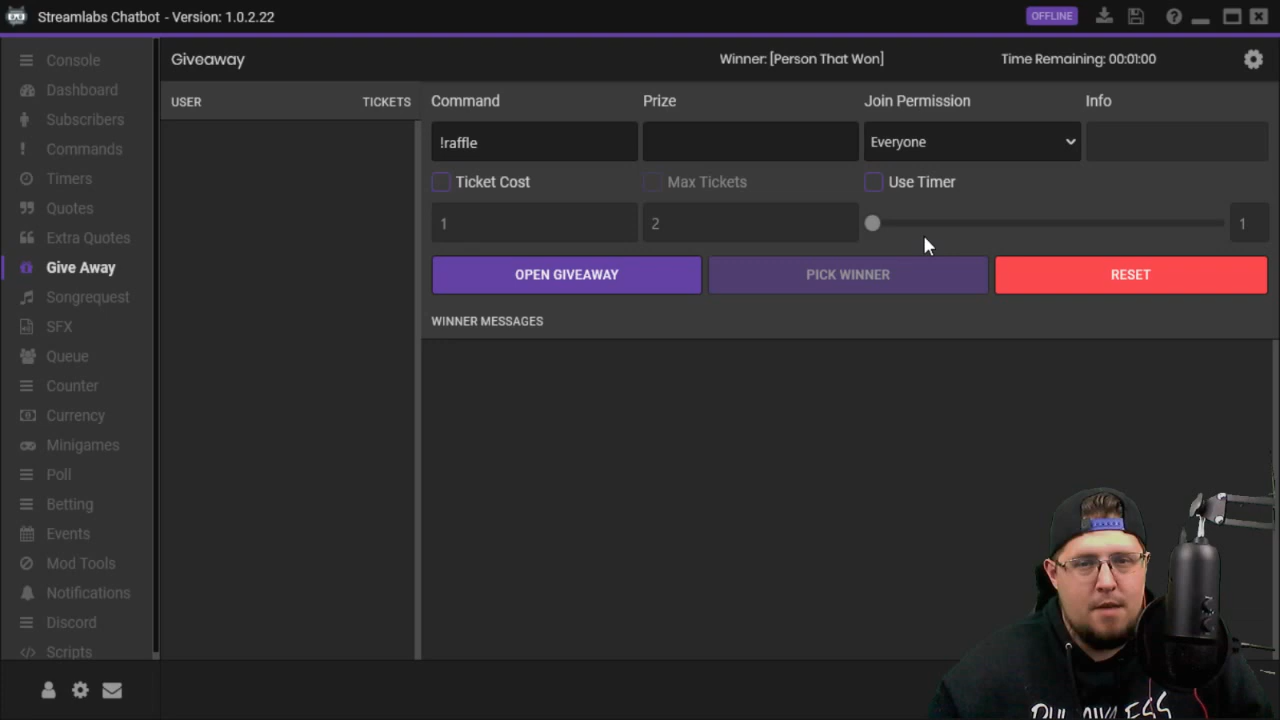 Streamlabs Chatbot - Version: 1.0.2.22
OFFLINE
Console
Dashboard
Subscribers
Commands
Timers
Quotes
Extra Quotes
Give Away
Songrequest
SFX
Queue
Counter
Currency
Minigames
Poll
Betting
Events
Mod Tools
Notifications
Discord
Scripts
Giveaway
Winner: [Person That Won]
Time Remaining: 00:01:00
USER TICKETS
Command Prize Join Permission Info
!raffle Everyone
Ticket Cost Max Tickets Use Timer
1 2 1
OPEN GIVEAWAY PICK WINNER RESET
WINNER MESSAGES